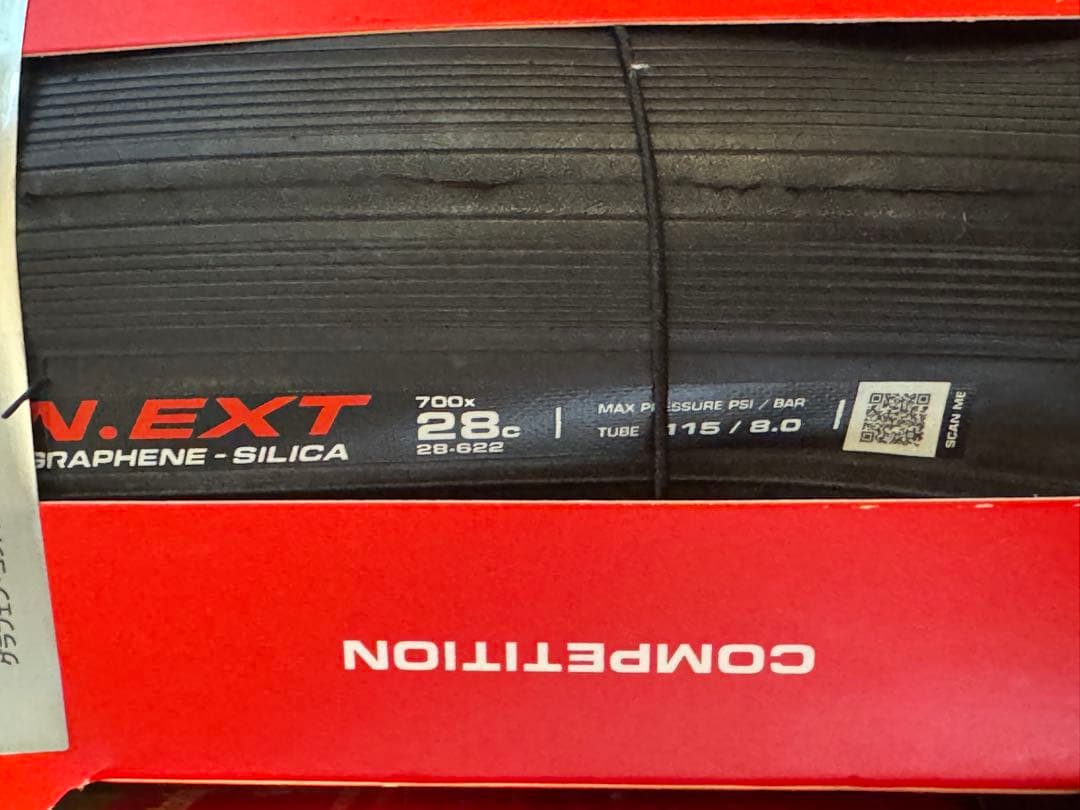 N.EXT
GRAPHENE - SILICA
700x
28c
28-622
MAX PRESSURE PSI / BAR
TUBE 115 / 8.0
SCAN ME
COMPETITION